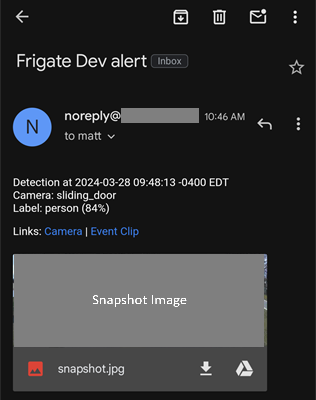 Frigate Dev alert Inbox
N
noreply@ 10:46 AM
to matt
Detection at 2024-03-28 09:48:13 -0400 EDT
Camera: sliding_door
Label: person (84%)
Links: Camera | Event Clip
Snapshot Image
snapshot.jpg